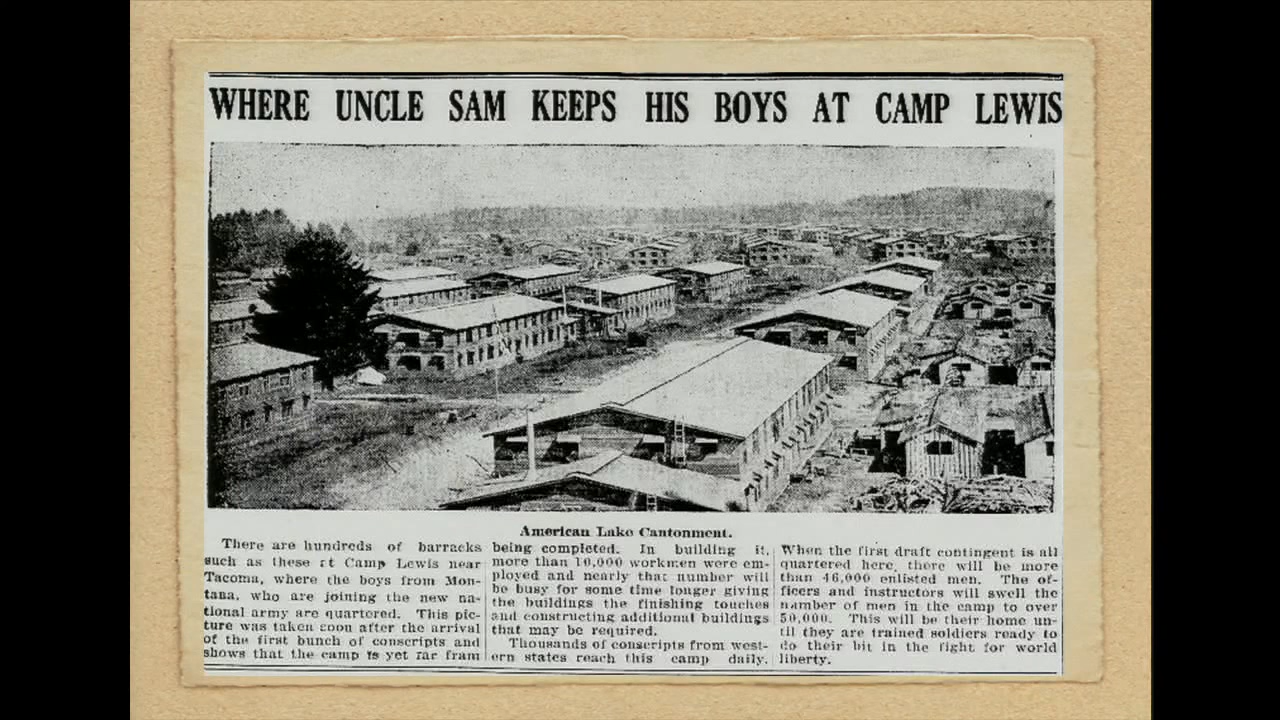 WHERE UNCLE SAM KEEPS HIS BOYS AT CAMP LEWIS
American Lake Cantonment.
There are hundreds of barracks
such as these rt Camp Lewis near
Tacoma, where the boys from Mon-
tana, who are joining the new na-
tional army are quartered. This pic-
ture was taken coon after the arrival
of the first bunch of conscripts and
shows that the camp is yet far fram
being completed. In building it,
more than 10,000 workmen were em-
ployed and nearly that number will
be busy for some time longer giving
the buildings the finishing touches
and constructing additional buildings
that may be required.
Thousands of conscripts from west-
ern states reach this camp daily.
When the first draft contingent is all
quartered here, there will be more
than 46,000 enlisted men. The of-
ficers and instructors will swell the
number of men in the camp to over
50,000. This will be their home un-
til they are trained soldiers ready to
do their bit in the fight for world
liberty.